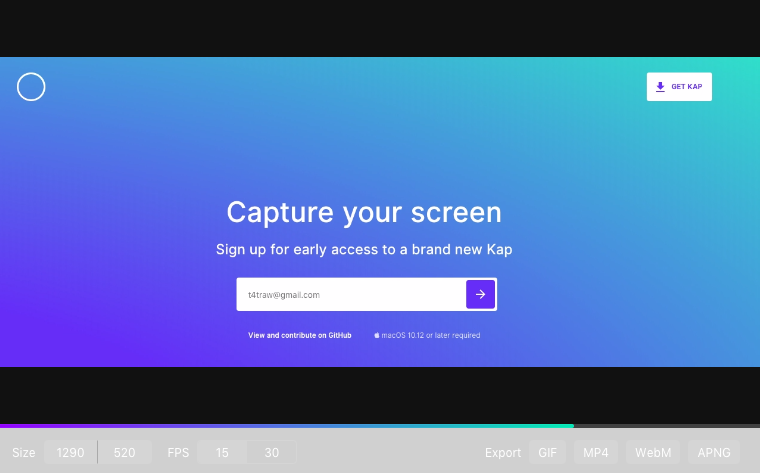 GET KAP
Capture your screen
Sign up for early access to a brand new Kap
t4traw@gmail.com
View and contribute on GitHub macOS 10.12 or later required
Size 1290 520 FPS 15 30 Export GIF MP4 WebM APNG